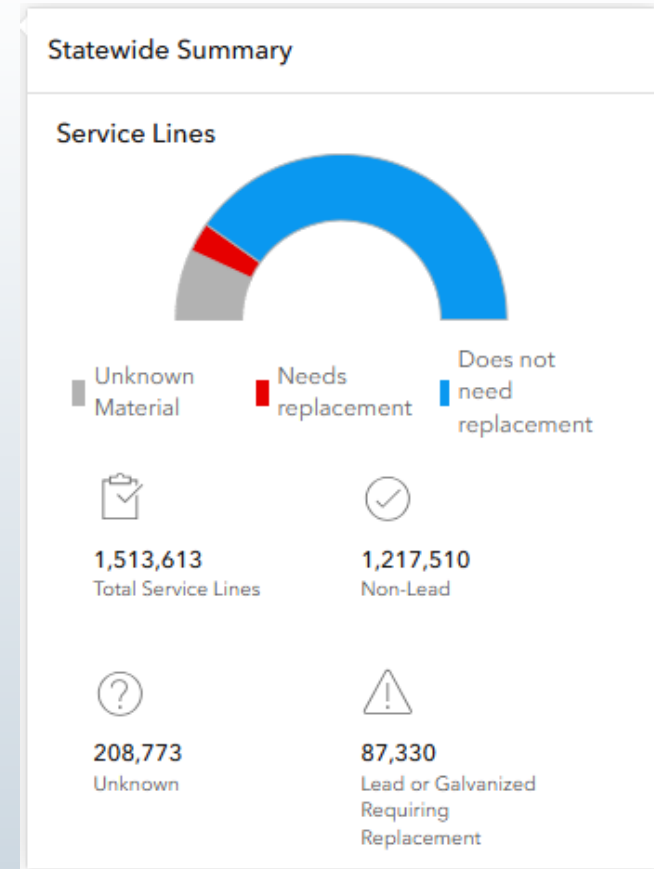 Statewide Summary
Service Lines
Unknown
Material
Needs
replacement
Does not
need
replacement
1,513,613
Total Service Lines
1,217,510
Non-Lead
208,773
Unknown
87,330
Lead or Galvanized
Requiring
Replacement